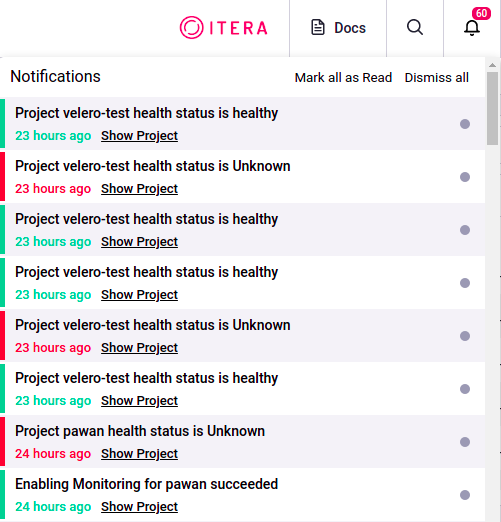 60
ITERA
Docs
Notifications Mark all as Read Dismiss all
Project velero-test health status is healthy
23 hours ago Show Project
Project velero-test health status is Unknown
23 hours ago Show Project
Project velero-test health status is healthy
23 hours ago Show Project
Project velero-test health status is healthy
23 hours ago Show Project
Project velero-test health status is Unknown
23 hours ago Show Project
Project velero-test health status is healthy
23 hours ago Show Project
Project pawan health status is Unknown
24 hours ago Show Project
Enabling Monitoring for pawan succeeded
24 hours ago Show Project